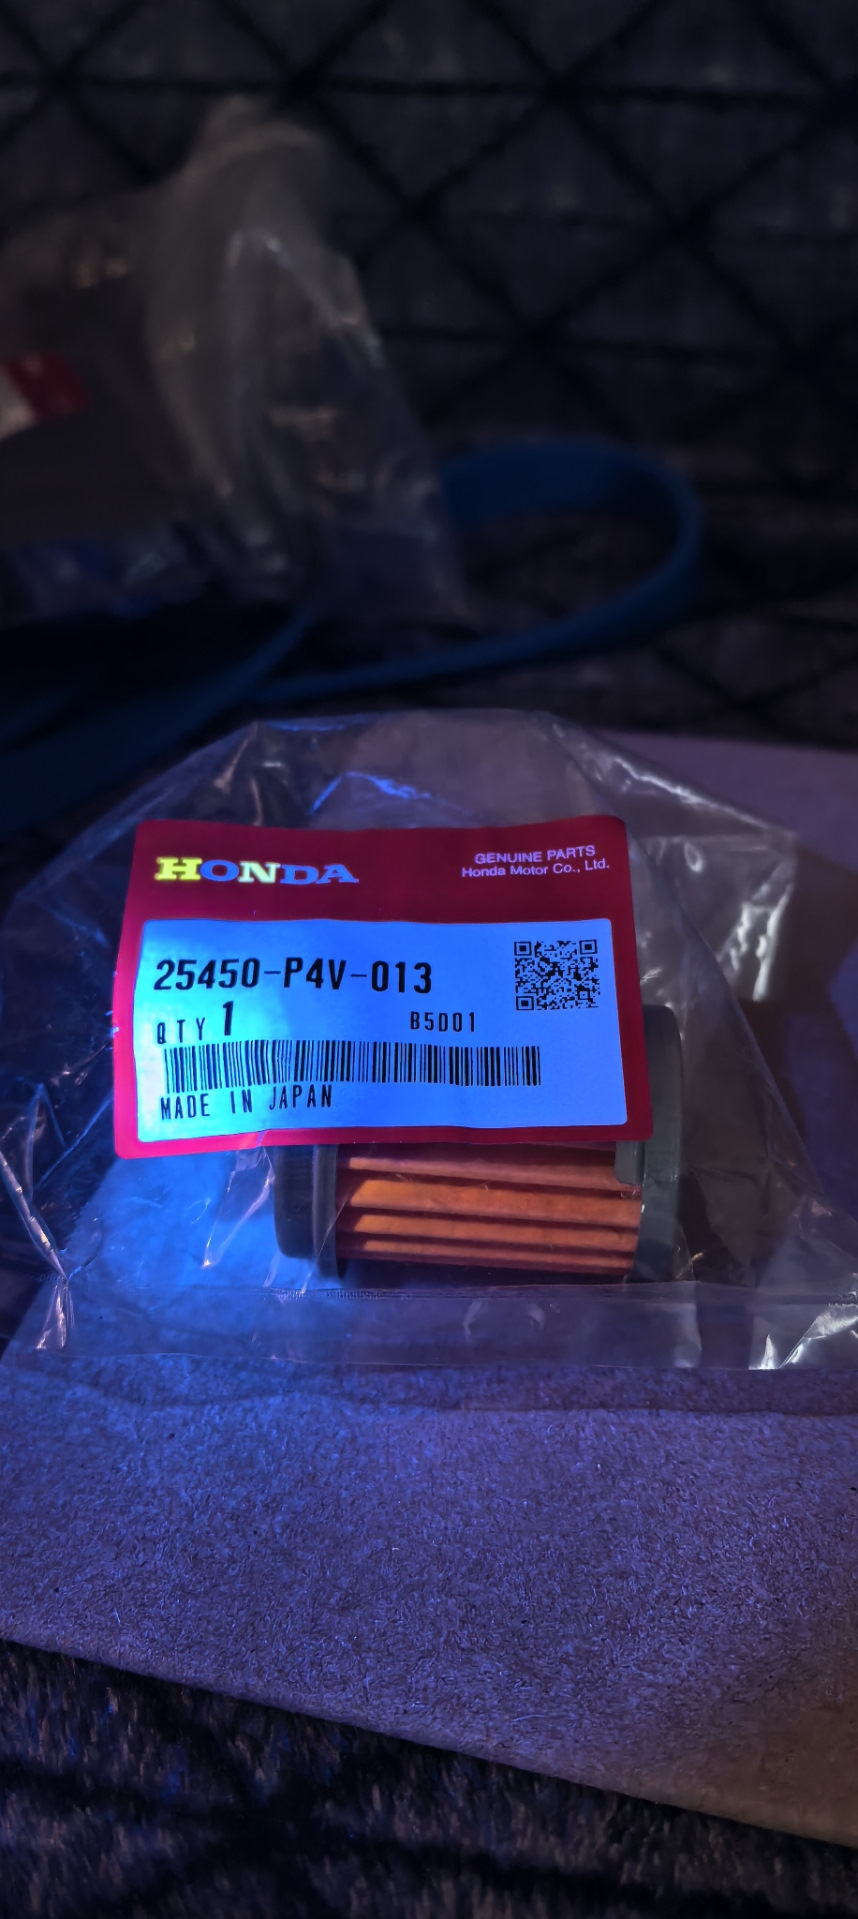 HONDA
GENUINE PARTS
Honda Motor Co., Ltd.
25450-P4V-013
QTY 1
B5D01
MADE IN JAPAN